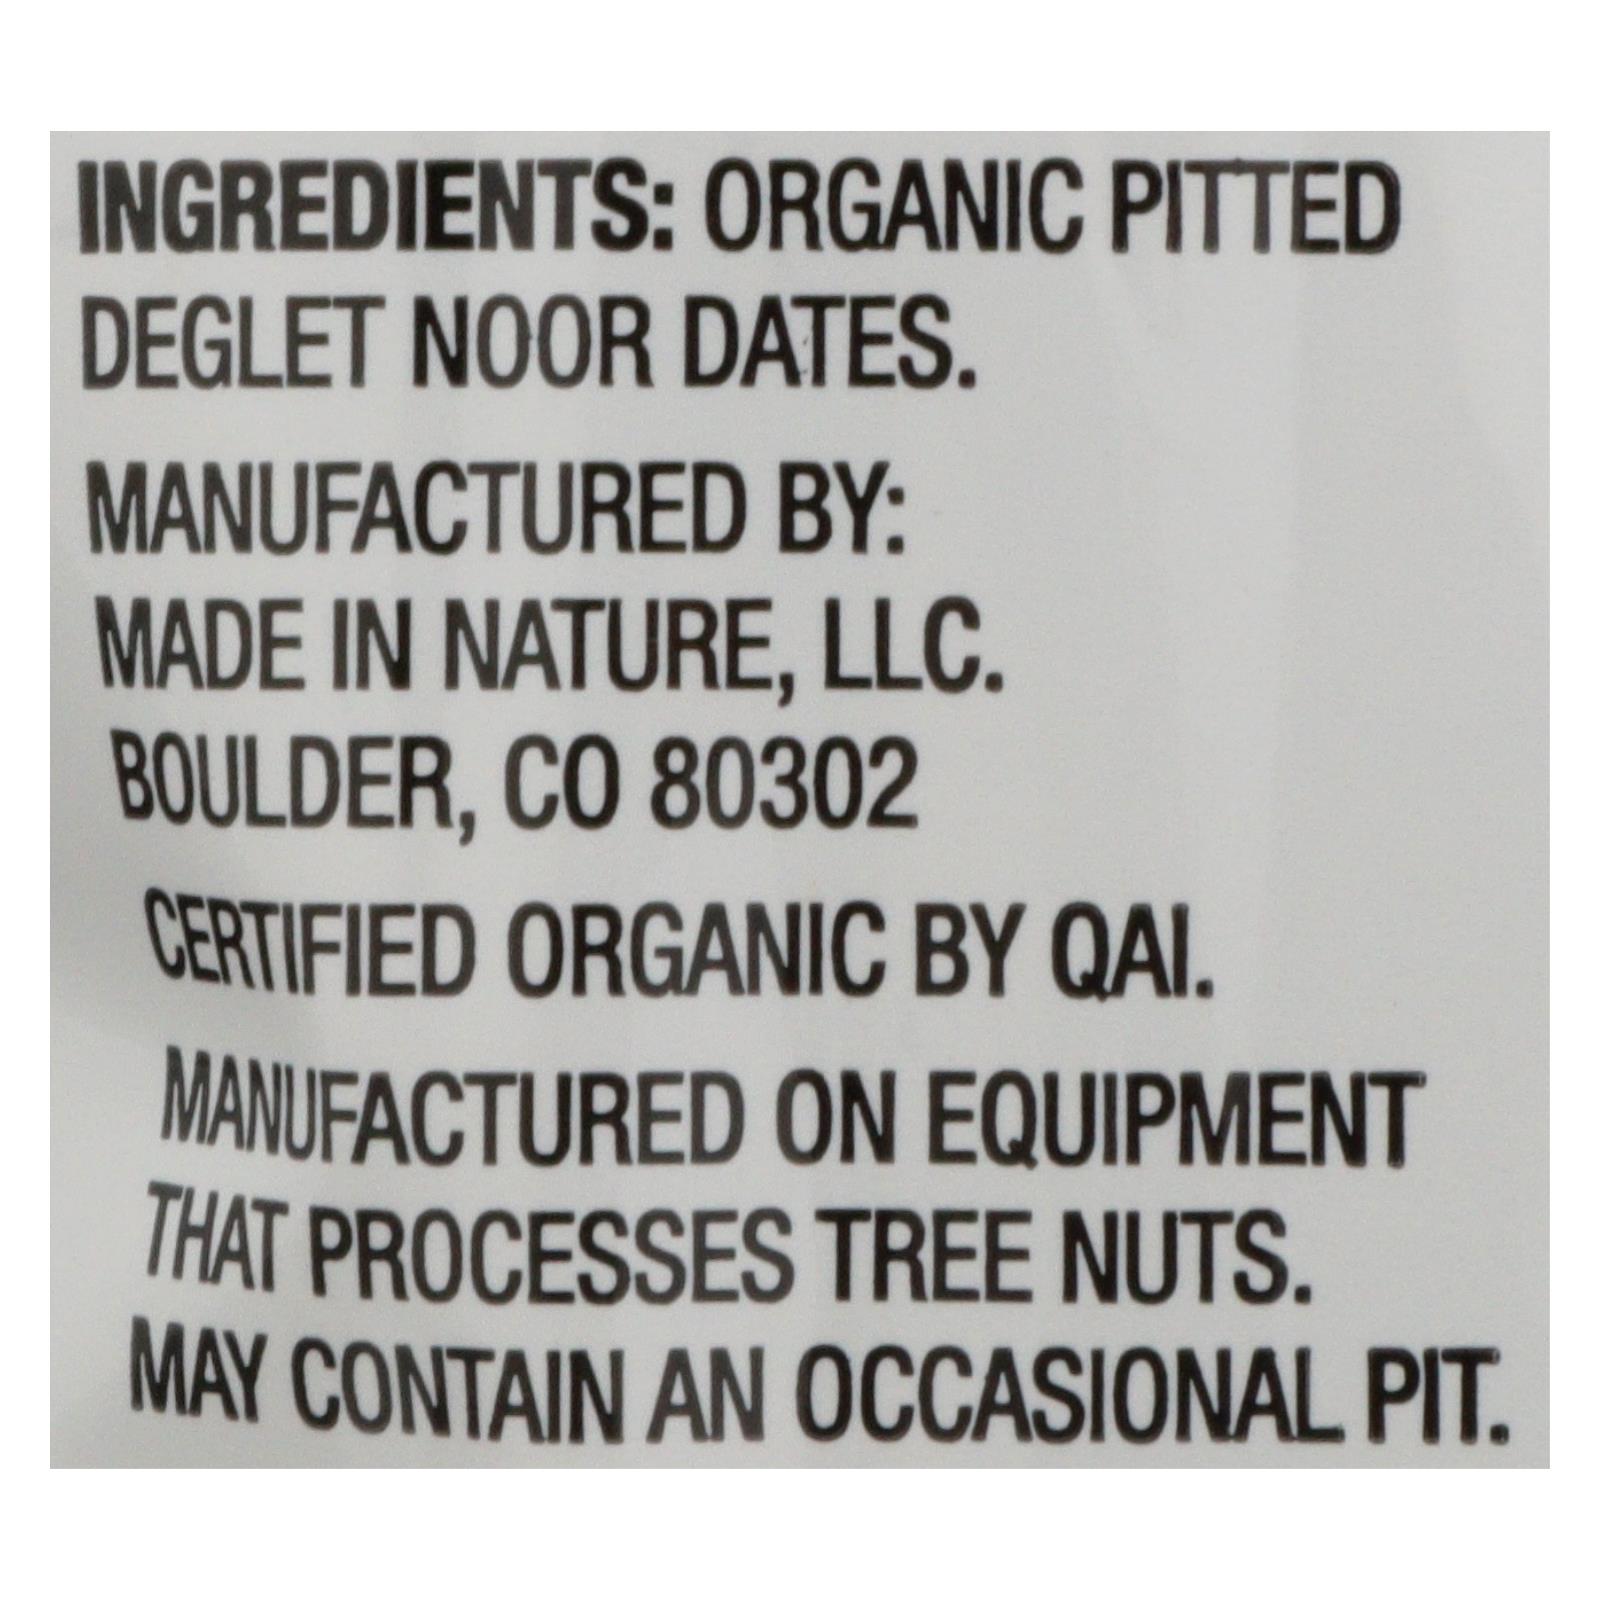 INGREDIENTS: ORGANIC PITTED
DEGLET NOOR DATES.
MANUFACTURED BY:
MADE IN NATURE, LLC.
BOULDER, CO 80302
CERTIFIED ORGANIC BY QAI.
MANUFACTURED ON EQUIPMENT
THAT PROCESSES TREE NUTS.
MAY CONTAIN AN OCCASIONAL PIT.